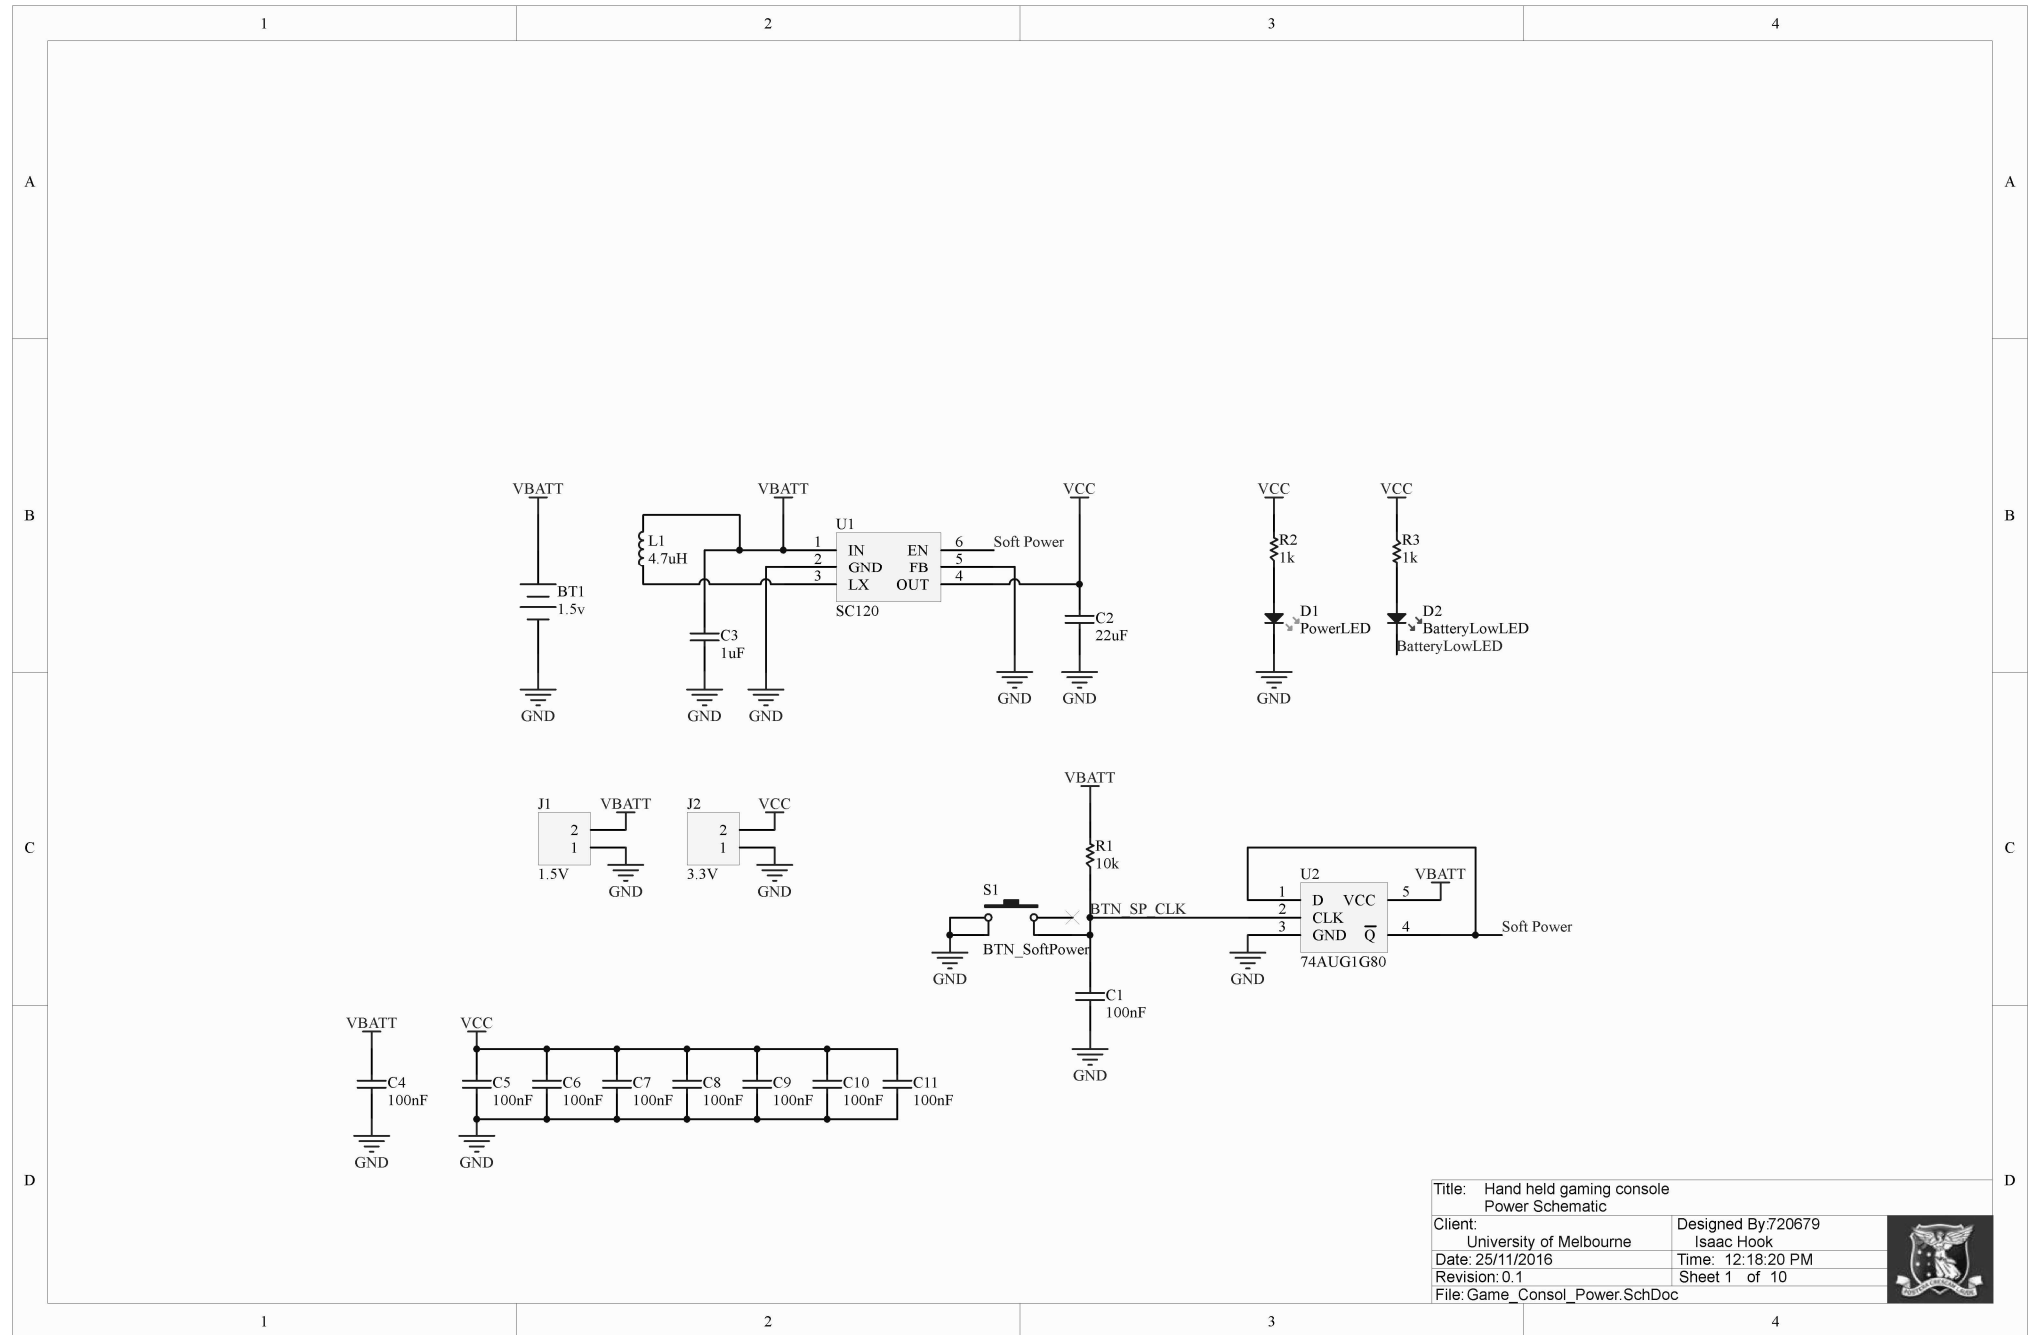 1 2 3 4
A A
B B
C C
D D
VBATT
BT1
1.5v
GND
VBATT
L1
4.7uH
C3
1uF
GND
GND
U1
1 IN EN 6 Soft Power
2 GND FB 5
3 LX OUT 4
SC120
GND
VCC
C2
22uF
GND
VCC
R2
1k
D1
PowerLED
GND
VCC
R3
1k
D2
BatteryLowLED
BatteryLowLED
J1 VBATT
2
1
1.5V
GND
J2 VCC
2
1
3.3V
GND
VBATT
R1
10k
S1
BTN_SP_CLK
BTN_SoftPower
GND
C1
100nF
GND
U2 VBATT
1 D VCC 5
2 CLK
3 GND Q 4 Soft Power
74AUG1G80
GND
VBATT
C4
100nF
GND
VCC
C5 C6 C7 C8 C9 C10 C11
100nF 100nF 100nF 100nF 100nF 100nF 100nF
GND
Title: Hand held gaming console
Power Schematic
Client: Designed By:720679
University of Melbourne Isaac Hook
Date: 25/11/2016 Time: 12:18:20 PM
Revision: 0.1 Sheet 1 of 10
File: Game_Consol_Power.SchDoc
1 2 3 4